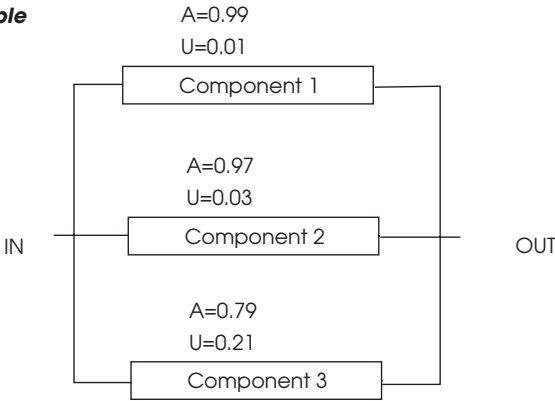 A=0.99
U=0.01
Component 1
A=0.97
U=0.03
IN
Component 2
OUT
A=0.79
U=0.21
Component 3